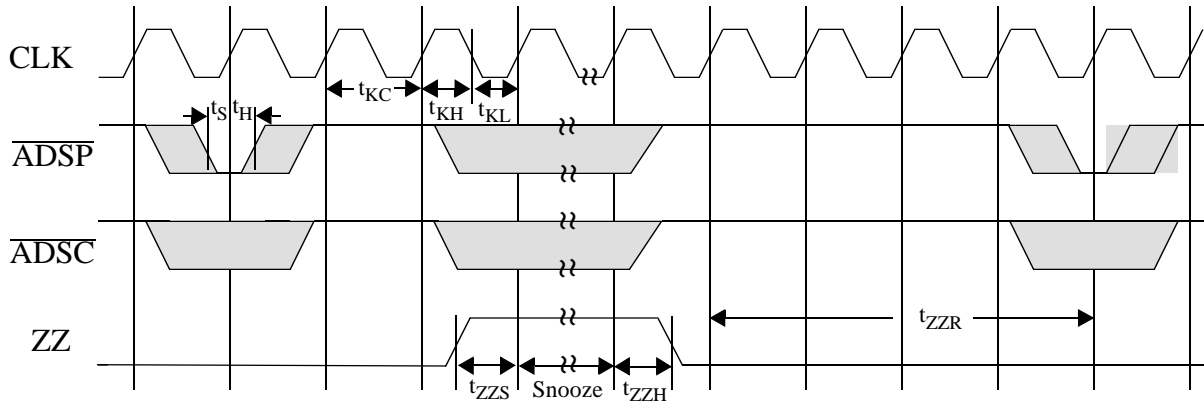 CLK
tKC
tKH
tKL
tS
tH
ADSP
ADSC
tZZR
ZZ
tZZS
Snooze
tZZH